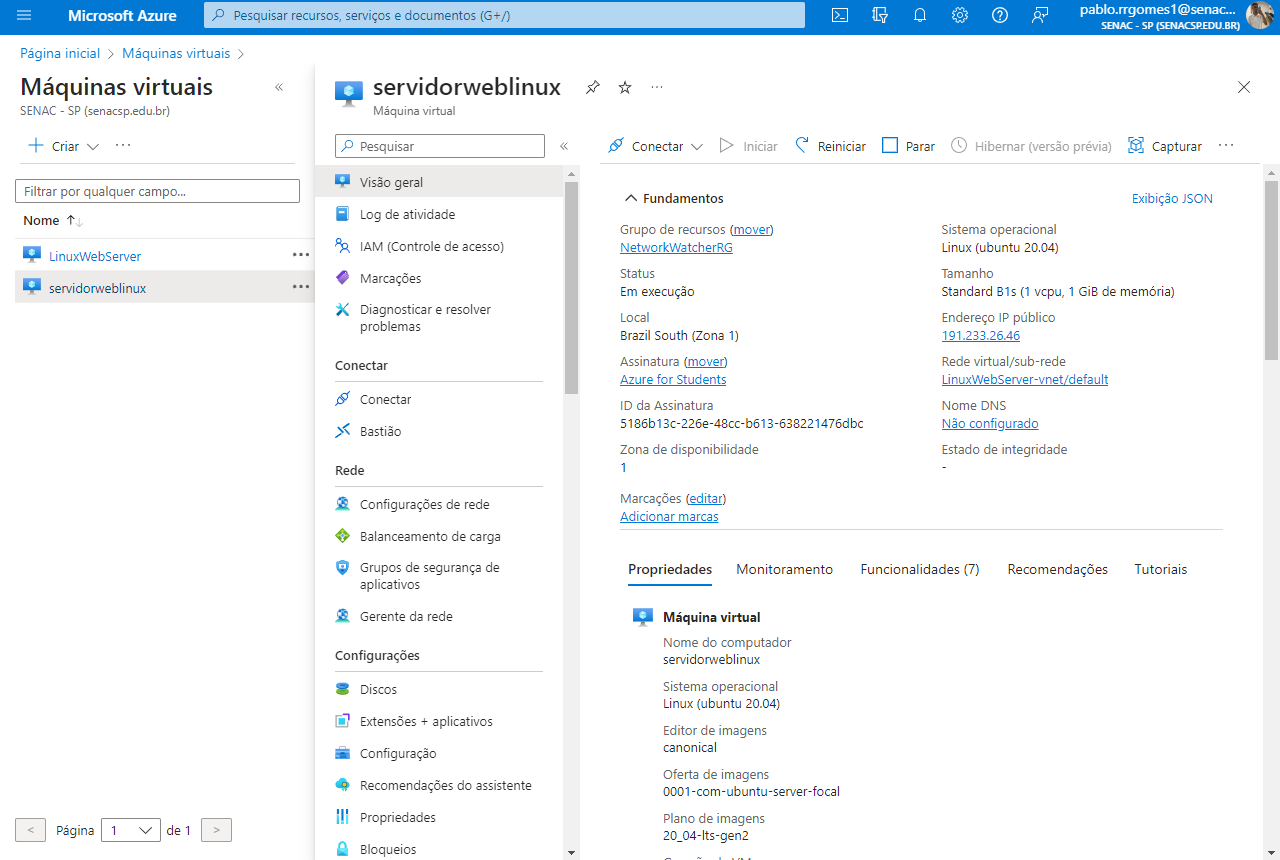 Microsoft Azure
Pesquisar recursos, serviços e documentos (G+/)
pablo.rrgomes1@senac...
SENAC - SP (SENACSP.EDU.BR)
Página inicial > Máquinas virtuais >
Máquinas virtuais
SENAC - SP (senacsp.edu.br)
Criar
Filtrar por qualquer campo...
Nome
LinuxWebServer
servidorweblinux
Página 1 de 1
servidorweblinux
Máquina virtual
Pesquisar
Visão geral
Log de atividade
IAM (Controle de acesso)
Marcações
Diagnosticar e resolver
problemas
Conectar
Conectar
Bastião
Rede
Configurações de rede
Balanceamento de carga
Grupos de segurança de
aplicativos
Gerente da rede
Configurações
Discos
Extensões + aplicativos
Configuração
Recomendações do assistente
Propriedades
Bloqueios
Conectar Iniciar Reiniciar Parar Hibernar (versão prévia) Capturar
Fundamentos
Exibição JSON
Grupo de recursos (mover)
NetworkWatcherRG
Status
Em execução
Local
Brazil South (Zona 1)
Assinatura (mover)
Azure for Students
ID da Assinatura
5186b13c-226e-48cc-b613-638221476dbc
Zona de disponibilidade
1
Sistema operacional
Linux (ubuntu 20.04)
Tamanho
Standard B1s (1 vcpu, 1 GiB de memória)
Endereço IP público
191.233.26.46
Rede virtual/sub-rede
LinuxWebServer-vnet/default
Nome DNS
Não configurado
Estado de integridade
-
Marcações (editar)
Adicionar marcas
Propriedades Monitoramento Funcionalidades (7) Recomendações Tutoriais
Máquina virtual
Nome do computador
servidorweblinux
Sistema operacional
Linux (ubuntu 20.04)
Editor de imagens
canonical
Oferta de imagens
0001-com-ubuntu-server-focal
Plano de imagens
20_04-lts-gen2